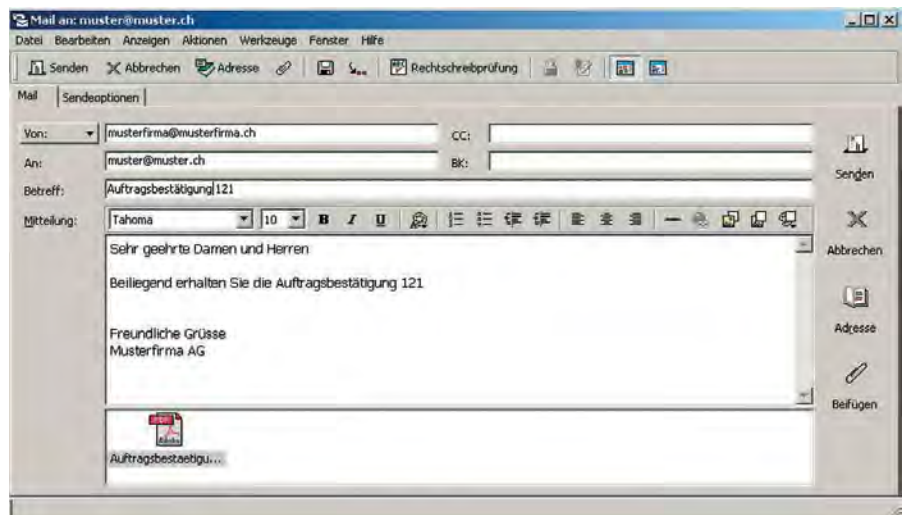 Mail an: muster@muster.ch
Datei Bearbeiten Anzeigen Aktionen Werkzeuge Fenster Hilfe
Senden Abbrechen Adresse Rechtschreibprüfung
Mail Sendeoptionen
Von: musterfirma@musterfirma.ch CC:
An: muster@muster.ch BK:
Betreff: Auftragsbestätigung 121
Mitteilung: Tahoma 10 B I U
Sehr geehrte Damen und Herren
Beiliegend erhalten Sie die Auftragsbestätigung 121
Freundliche Grüsse
Musterfirma AG
Auftragsbestaetigu...
Senden
Abbrechen
Adresse
Beifügen